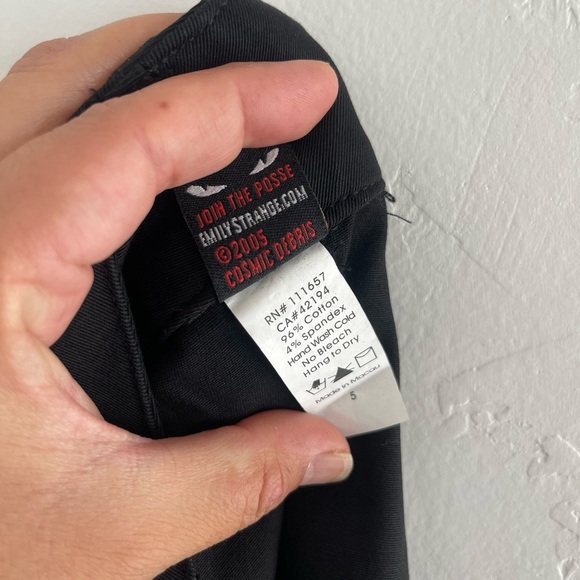 JOIN THE POSSE
EMILYSTRANGE.COM
©2005
COSMIC DEBRIS
RN# 111657
CA#42194
96% Cotton
4% Spandex
Hand Wash Cold
No Bleach
Hang to Dry
Made in Macau
5